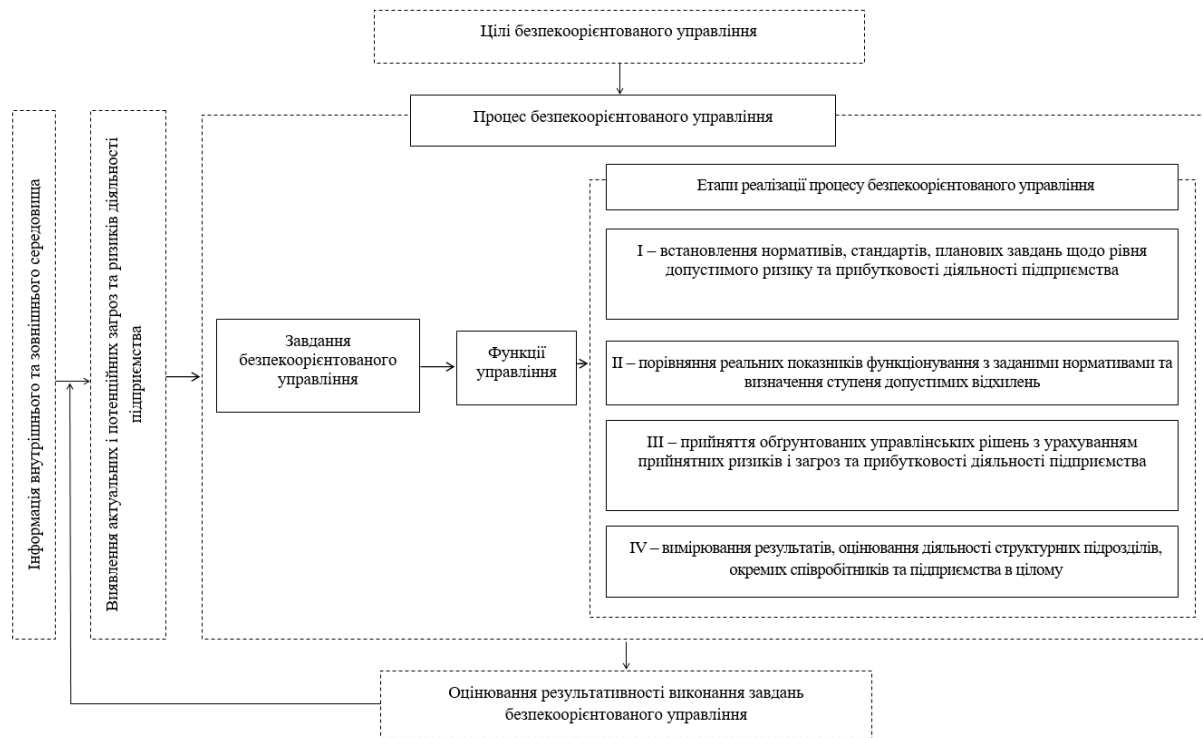 Цілі безпекоорієнтованого управління
Процес безпекоорієнтованого управління
Інформація внутрішнього та зовнішнього середовища
Виявлення актуальних і потенційних загроз та ризиків діяльності
підприємства
Завдання
безпекоорієнтованого
управління
Функції
управління
Етапи реалізації процесу безпекоорієнтованого управління
І – встановлення нормативів, стандартів, планових завдань щодо рівня
допустимого ризику та прибутковості діяльності підприємства
ІІ – порівняння реальних показників функціонування з заданими нормативами та
визначення ступеня допустимих відхилень
ІІІ – прийняття обґрунтованих управлінських рішень з урахуванням
прийнятних ризиків і загроз та прибутковості діяльності підприємства
IV – вимірювання результатів, оцінювання діяльності структурних підрозділів,
окремих співробітників та підприємства в цілому
Оцінювання результативності виконання завдань
безпекоорієнтованого управління